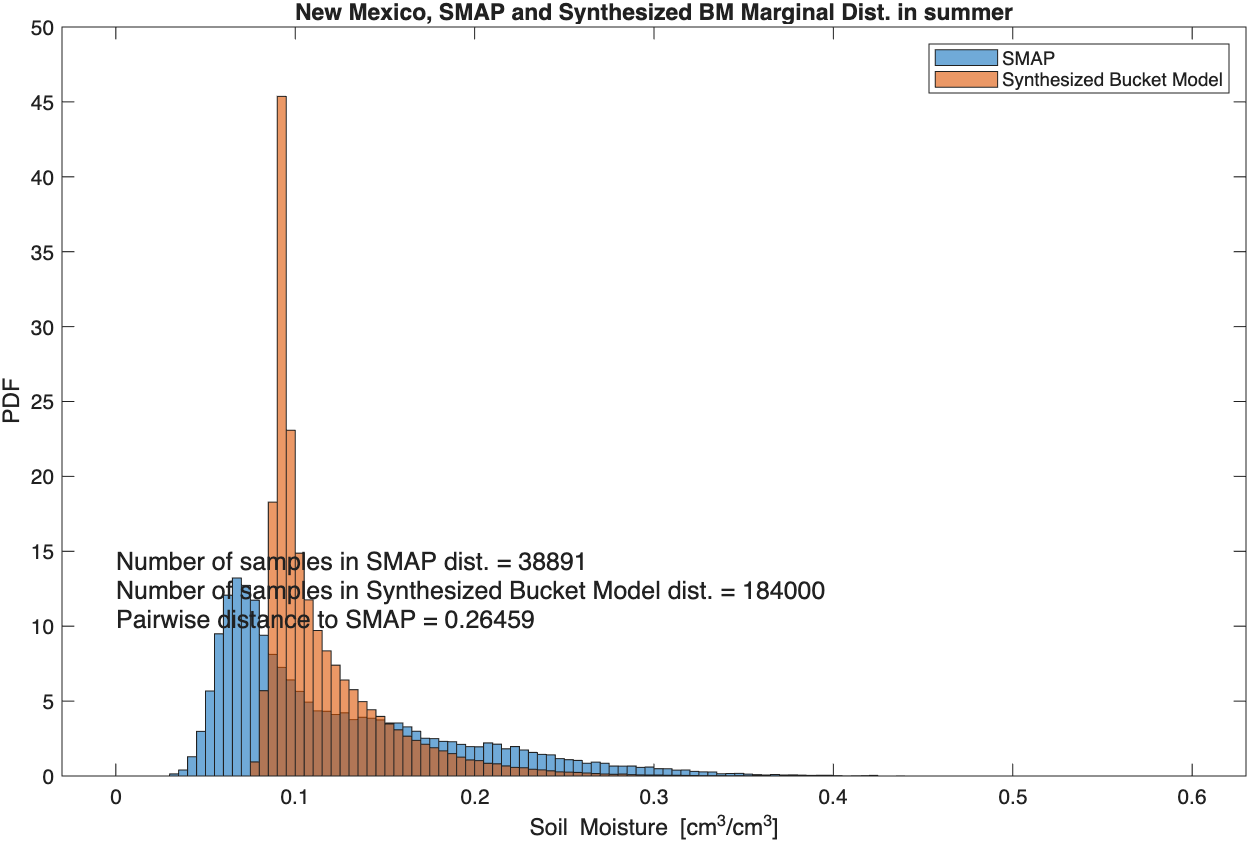 New Mexico, SMAP and Synthesized BM Marginal Dist. in summer
50
45
40
35
30
25
20
15
10
5
0
PDF
SMAP
Synthesized Bucket Model
Number of samples in SMAP dist. = 38891
Number of samples in Synthesized Bucket Model dist. = 184000
Pairwise distance to SMAP = 0.26459
0 0.1 0.2 0.3 0.4 0.5 0.6
Soil Moisture [cm³/cm³]